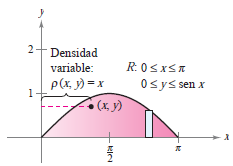 y
2
Densidad
variable:
R: 0 ≤ x ≤ π
ρ(x, y) = x
0 ≤ y ≤ sen x
1
(x, y)
x
π/2
π